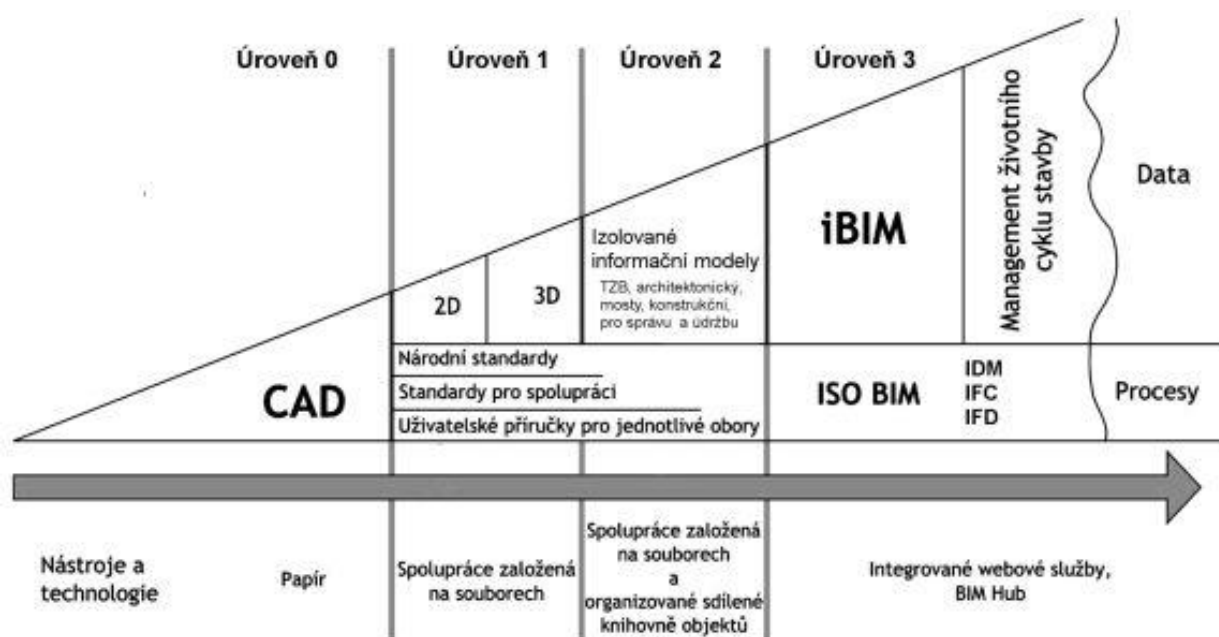 Úroveň 0
Úroveň 1
Úroveň 2
Úroveň 3
Management životního
cyklu stavby
Data
iBIM
Izolované
informační modely
TZB, architektonický,
mosty, konstrukční,
pro správu a údržbu
2D
3D
CAD
Národní standardy
Standardy pro spolupráci
Uživatelské příručky pro jednotlivé obory
ISO BIM
IDM
IFC
IFD
Procesy
Nástroje a
technologie
Papír
Spolupráce založená
na souborech
Spolupráce založená
na souborech
a
organizované sdílené
knihovně objektů
Integrované webové služby,
BIM Hub